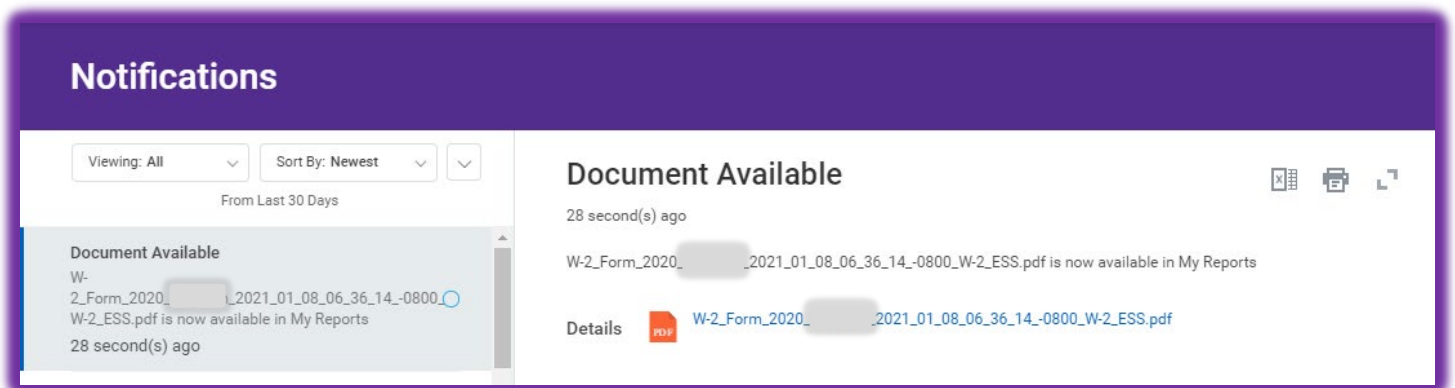 Notifications
Viewing: All
Sort By: Newest
From Last 30 Days
Document Available
W-
2_Form_2020_ _2021_01_08_06_36_14_-0800_
W-2_ESS.pdf is now available in My Reports
28 second(s) ago
Document Available
28 second(s) ago
W-2_Form_2020_ _2021_01_08_06_36_14_-0800_W-2_ESS.pdf is now available in My Reports
Details
PDF
W-2_Form_2020_ _2021_01_08_06_36_14_-0800_W-2_ESS.pdf